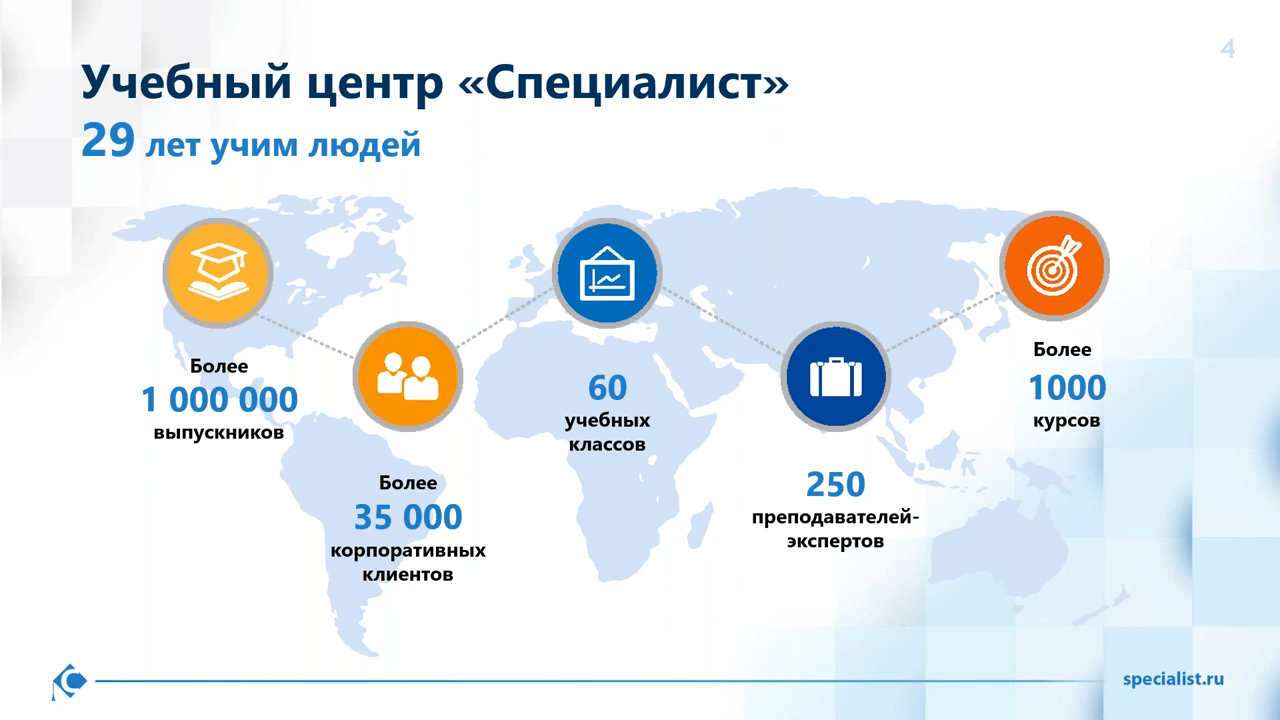 4
Учебный центр «Специалист»
29 лет учим людей
Более
1 000 000
выпускников
Более
35 000
корпоративных
клиентов
60
учебных
классов
250
преподавателей-
экспертов
Более
1000
курсов
specialist.ru